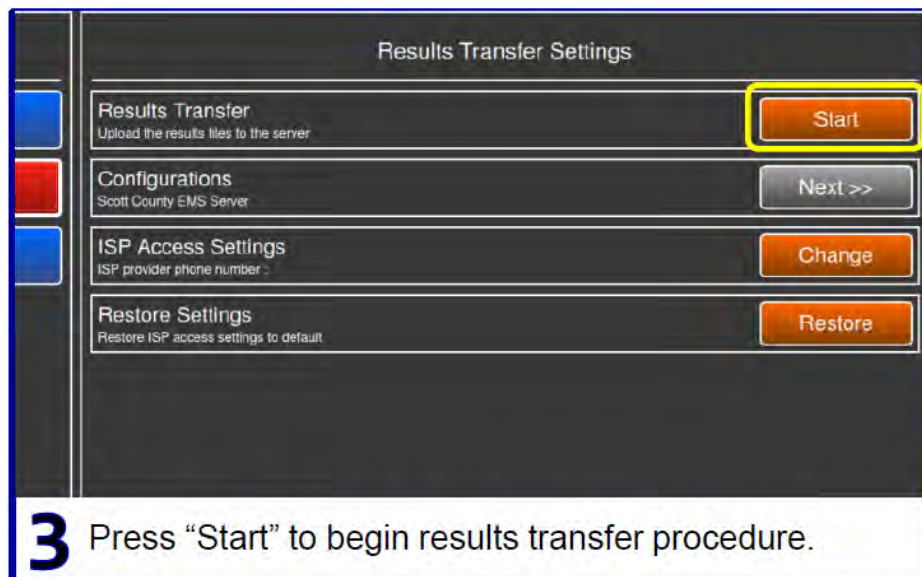 Results Transfer Settings
Results Transfer
Upload the results files to the server
Start
Configurations
Scott County EMS Server
Next >>
ISP Access Settings
ISP provider phone number :
Change
Restore Settings
Restore ISP access settings to default
Restore
3 Press “Start” to begin results transfer procedure.